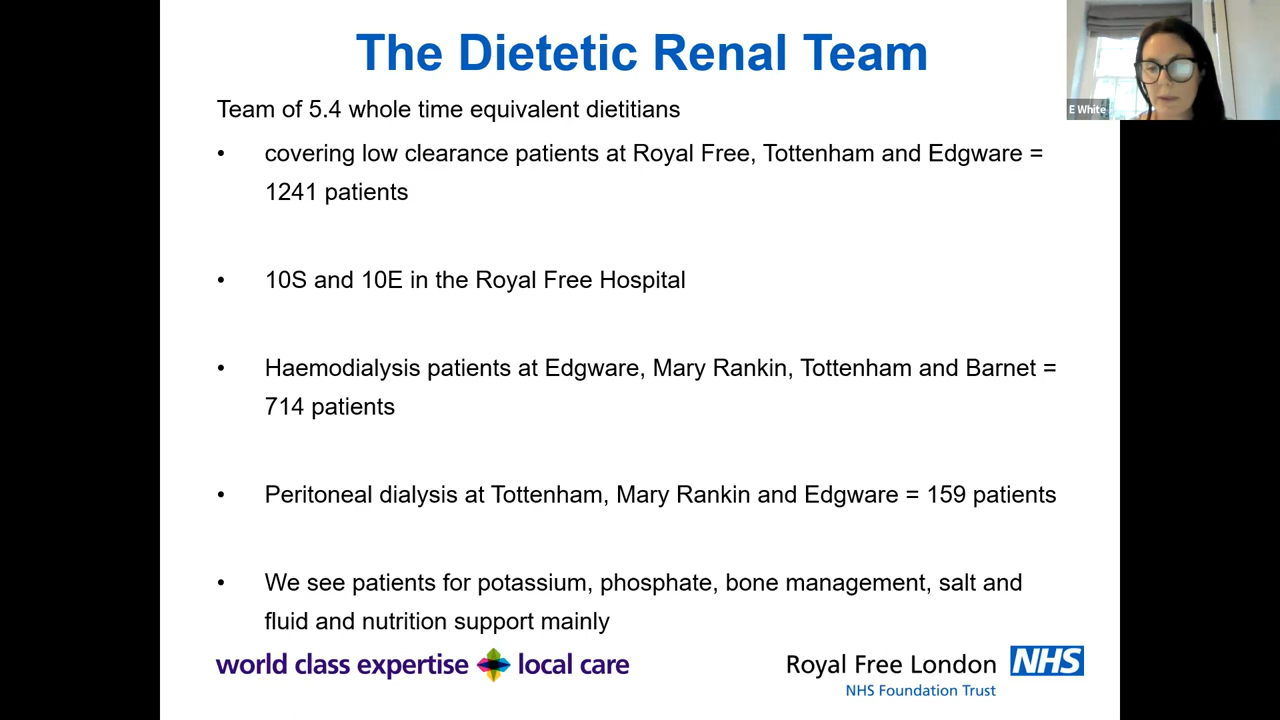 The Dietetic Renal Team
E White
Team of 5.4 whole time equivalent dietitians
• covering low clearance patients at Royal Free, Tottenham and Edgware =
1241 patients
• 10S and 10E in the Royal Free Hospital
• Haemodialysis patients at Edgware, Mary Rankin, Tottenham and Barnet =
714 patients
• Peritoneal dialysis at Tottenham, Mary Rankin and Edgware = 159 patients
• We see patients for potassium, phosphate, bone management, salt and
fluid and nutrition support mainly
world class expertise local care
Royal Free London NHS
NHS Foundation Trust